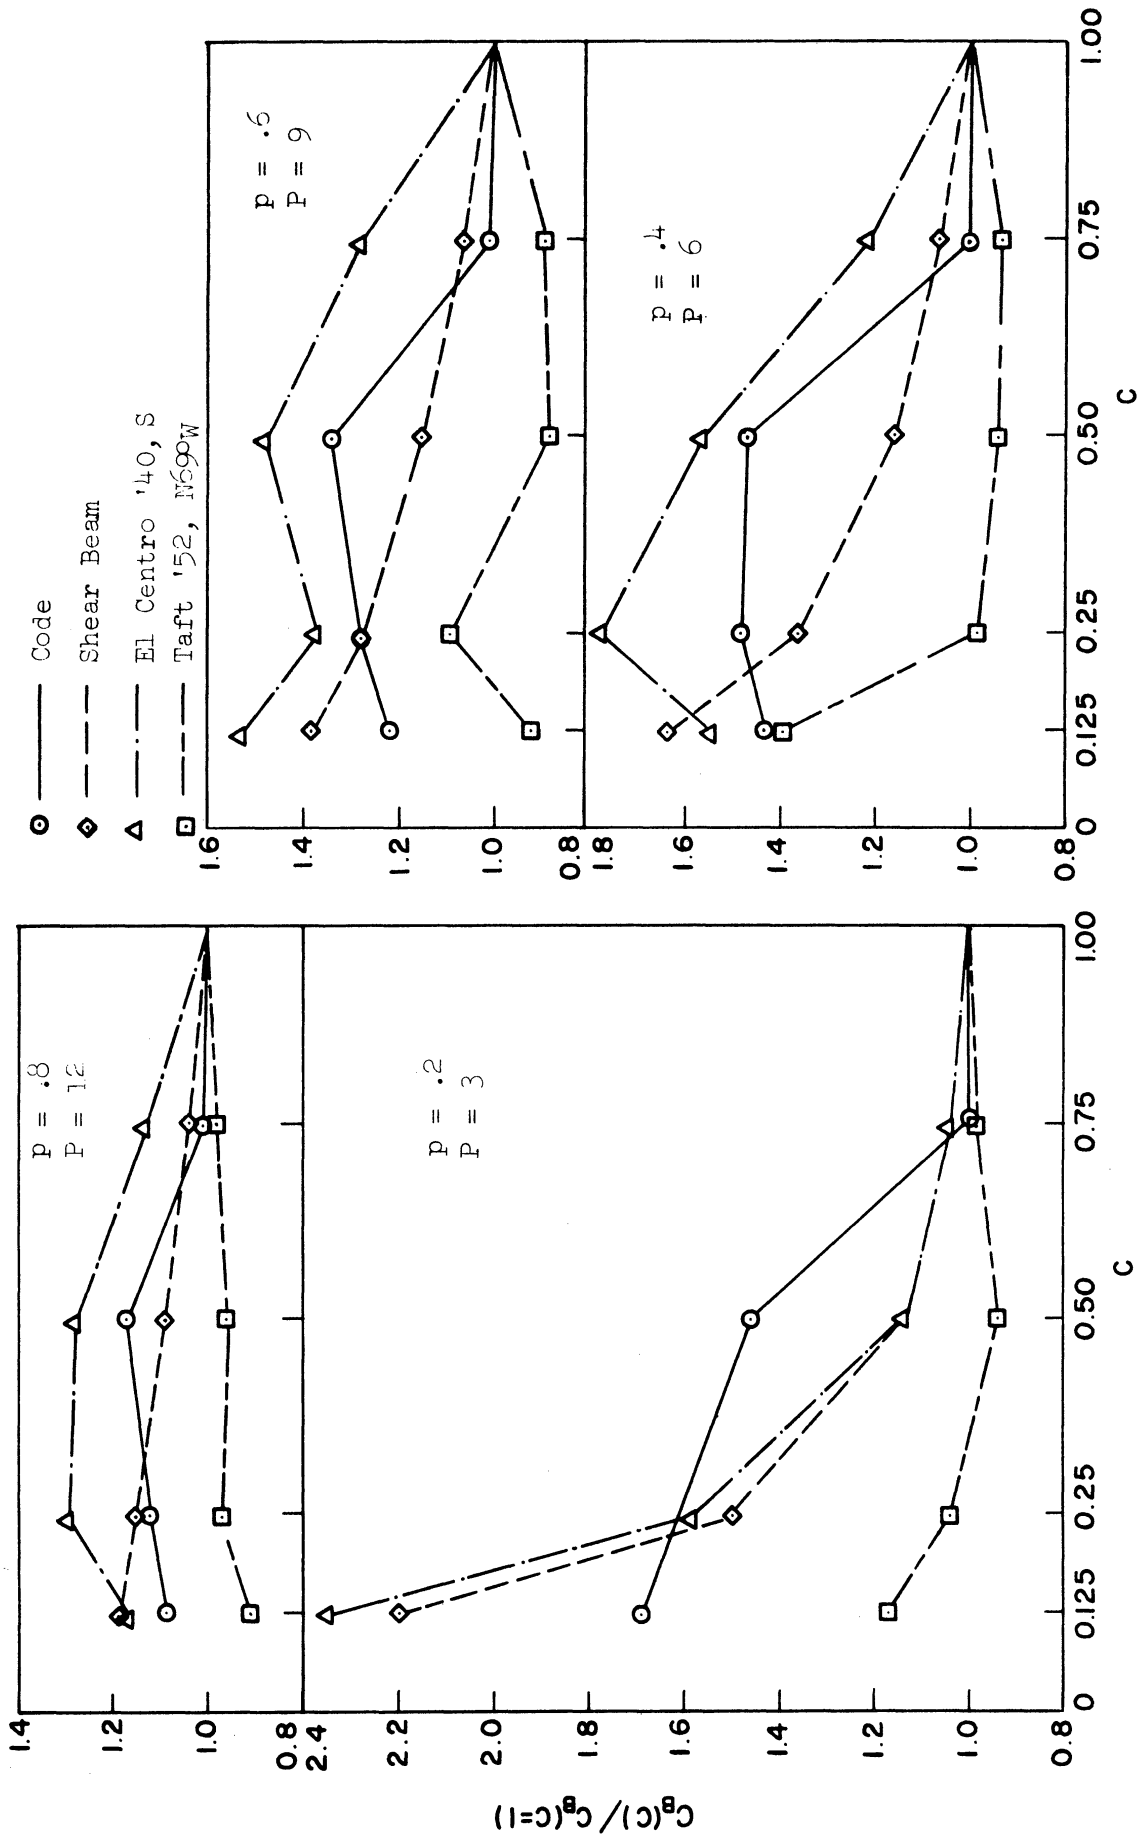 Code
Shear Beam
El Centro '40, S
Taft '52, N69°W
p = .8
P = 12
1.4
1.2
1.0
0.8
p = .2
P = 3
2.4
2.2
2.0
1.8
1.6
1.4
1.2
1.0
0.8
C_B(C)/C_B(C=1)
0 0.125 0.25 0.50 0.75 1.00
C
p = .6
P = 9
1.6
1.4
1.2
1.0
0.8
p = .4
P = 6
1.8
1.6
1.4
1.2
1.0
0.8
0 0.125 0.25 0.50 0.75 1.00
C